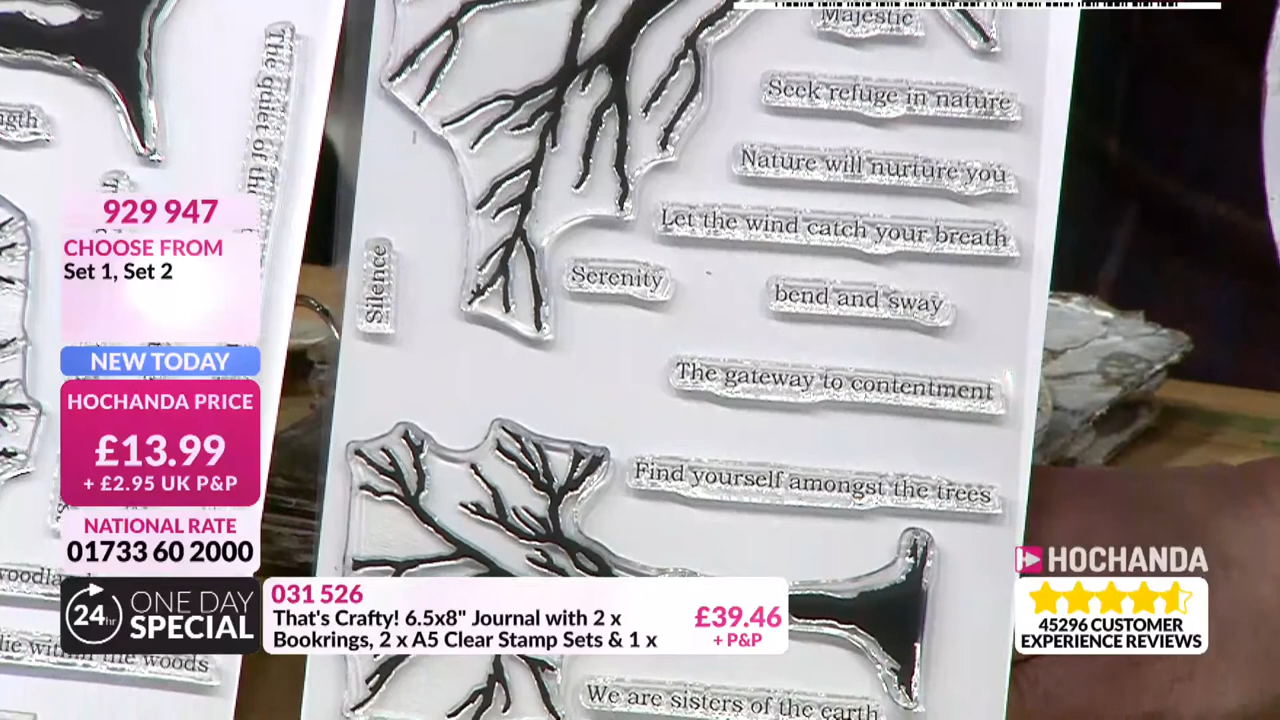 Majestic
Seek refuge in nature
Nature will nurture you
Let the wind catch your breath
Serenity
Silence
bend and sway
The gateway to contentment
Find yourself amongst the trees
We are sisters of the earth
The quiet of
929 947
CHOOSE FROM
Set 1, Set 2
NEW TODAY
HOCHANDA PRICE
£13.99
+ £2.95 UK P&P
NATIONAL RATE
01733 60 2000
within the woods
24hr
ONE DAY
SPECIAL
031 526
That's Crafty! 6.5x8" Journal with 2 x
Bookrings, 2 x A5 Clear Stamp Sets & 1 x
£39.46
+ P&P
HOCHANDA
45296 CUSTOMER
EXPERIENCE REVIEWS